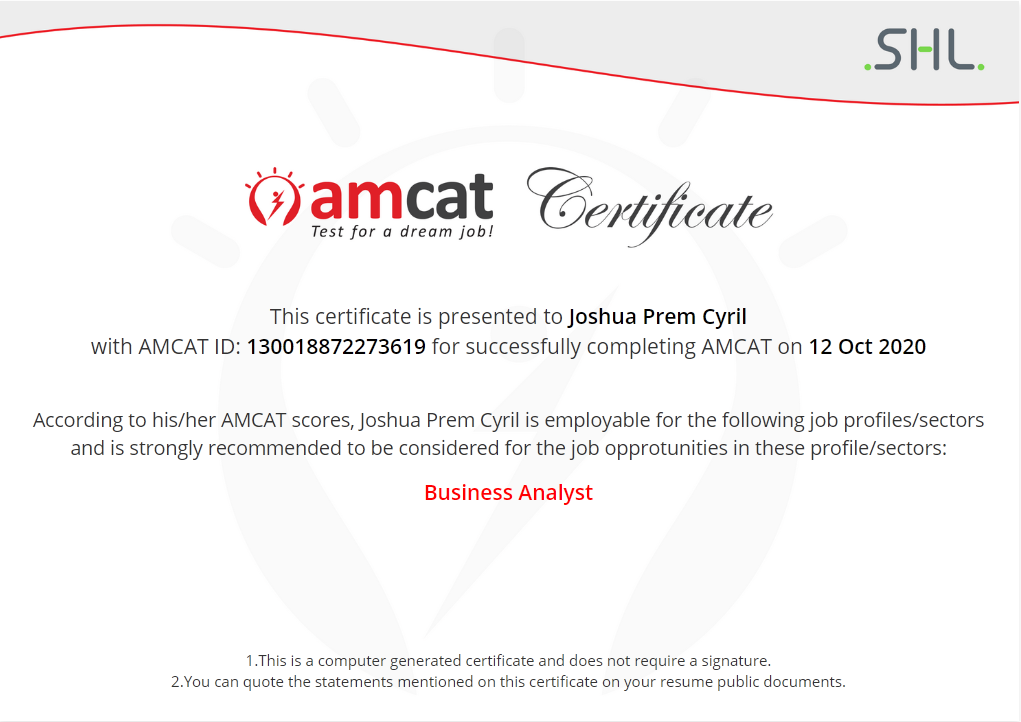 .SHL.
amcat
Test for a dream job!
Certificate
This certificate is presented to Joshua Prem Cyril
with AMCAT ID: 130018872273619 for successfully completing AMCAT on 12 Oct 2020
According to his/her AMCAT scores, Joshua Prem Cyril is employable for the following job profiles/sectors
and is strongly recommended to be considered for the job opprotunities in these profile/sectors:
Business Analyst
1.This is a computer generated certificate and does not require a signature.
2.You can quote the statements mentioned on this certificate on your resume public documents.